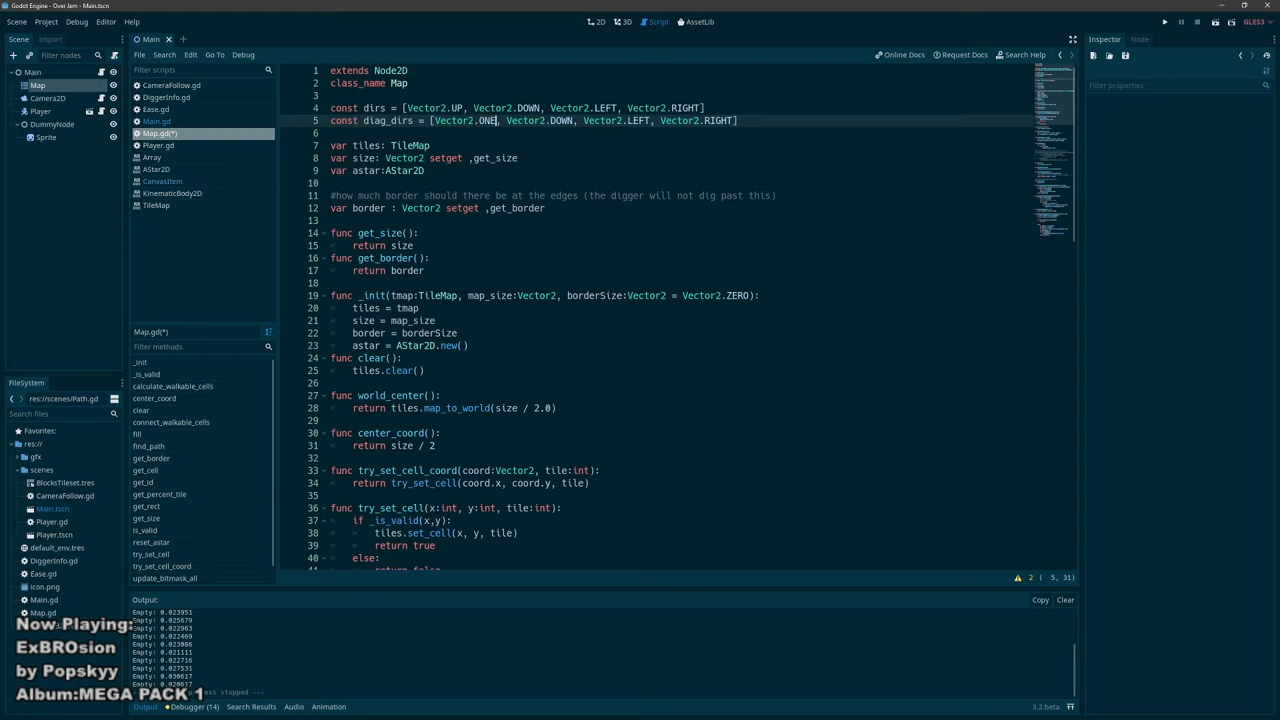 Godot Engine - Over Jam - Main.tscn
Scene Project Debug Editor Help
2D 3D Script AssetLib
GLES3
Scene Import
Filter nodes
Main
Map
Camera2D
Player
DummyNode
Sprite
FileSystem
res://scenes/Path.gd
Search files
Favorites:
res://
gfx
scenes
BlocksTileset.tres
CameraFollow.gd
Main.tscn
Player.gd
Player.tscn
default_env.tres
DiggerInfo.gd
Ease.gd
icon.png
Main.gd
Map.gd
Main
File Search Edit Go To Debug
Online Docs Request Docs Search Help
Filter scripts
CameraFollow.gd
DiggerInfo.gd
Ease.gd
Main.gd
Map.gd(*)
Player.gd
Array
AStar2D
CanvasItem
KinematicBody2D
TileMap
Map.gd(*)
Filter methods
_init
_is_valid
calculate_walkable_cells
center_coord
clear
connect_walkable_cells
fill
find_path
get_border
get_cell
get_id
get_percent_tile
get_rect
get_size
is_valid
reset_astar
try_set_cell
try_set_cell_coord
update_bitmask_all
1 extends Node2D
2 class_name Map
3
4 const dirs = [Vector2.UP, Vector2.DOWN, Vector2.LEFT, Vector2.RIGHT]
5 const diag_dirs = [Vector2.ONE, Vector2.DOWN, Vector2.LEFT, Vector2.RIGHT]
6
7 var tiles: TileMap
8 var size: Vector2 setget ,get_size
9 var astar:AStar2D
10
11 #how much border should there be at the edges (the digger will not dig past this)
12 var border : Vector2 setget ,get_border
13
14 func get_size():
15 return size
16 func get_border():
17 return border
18
19 func _init(tmap:TileMap, map_size:Vector2, borderSize:Vector2 = Vector2.ZERO):
20 tiles = tmap
21 size = map_size
22 border = borderSize
23 astar = AStar2D.new()
24 func clear():
25 tiles.clear()
26
27 func world_center():
28 return tiles.map_to_world(size / 2.0)
29
30 func center_coord():
31 return size / 2
32
33 func try_set_cell_coord(coord:Vector2, tile:int):
34 return try_set_cell(coord.x, coord.y, tile)
35
36 func try_set_cell(x:int, y:int, tile:int):
37 if _is_valid(x,y):
38 tiles.set_cell(x, y, tile)
39 return true
40 else:
41 return false
2 ( 5, 31)
Output:
Copy Clear
Empty: 0.023951
Empty: 0.025679
Empty: 0.022963
Empty: 0.022469
Empty: 0.023086
Empty: 0.021111
Empty: 0.022716
Empty: 0.027531
Empty: 0.030617
Empty: 0.020617
stopped ---
Output Debugger (14) Search Results Audio Animation
3.2.beta
Inspector Node
Filter properties
Now Playing:
ExBROsion
by Popskyy
Album:MEGA PACK 1